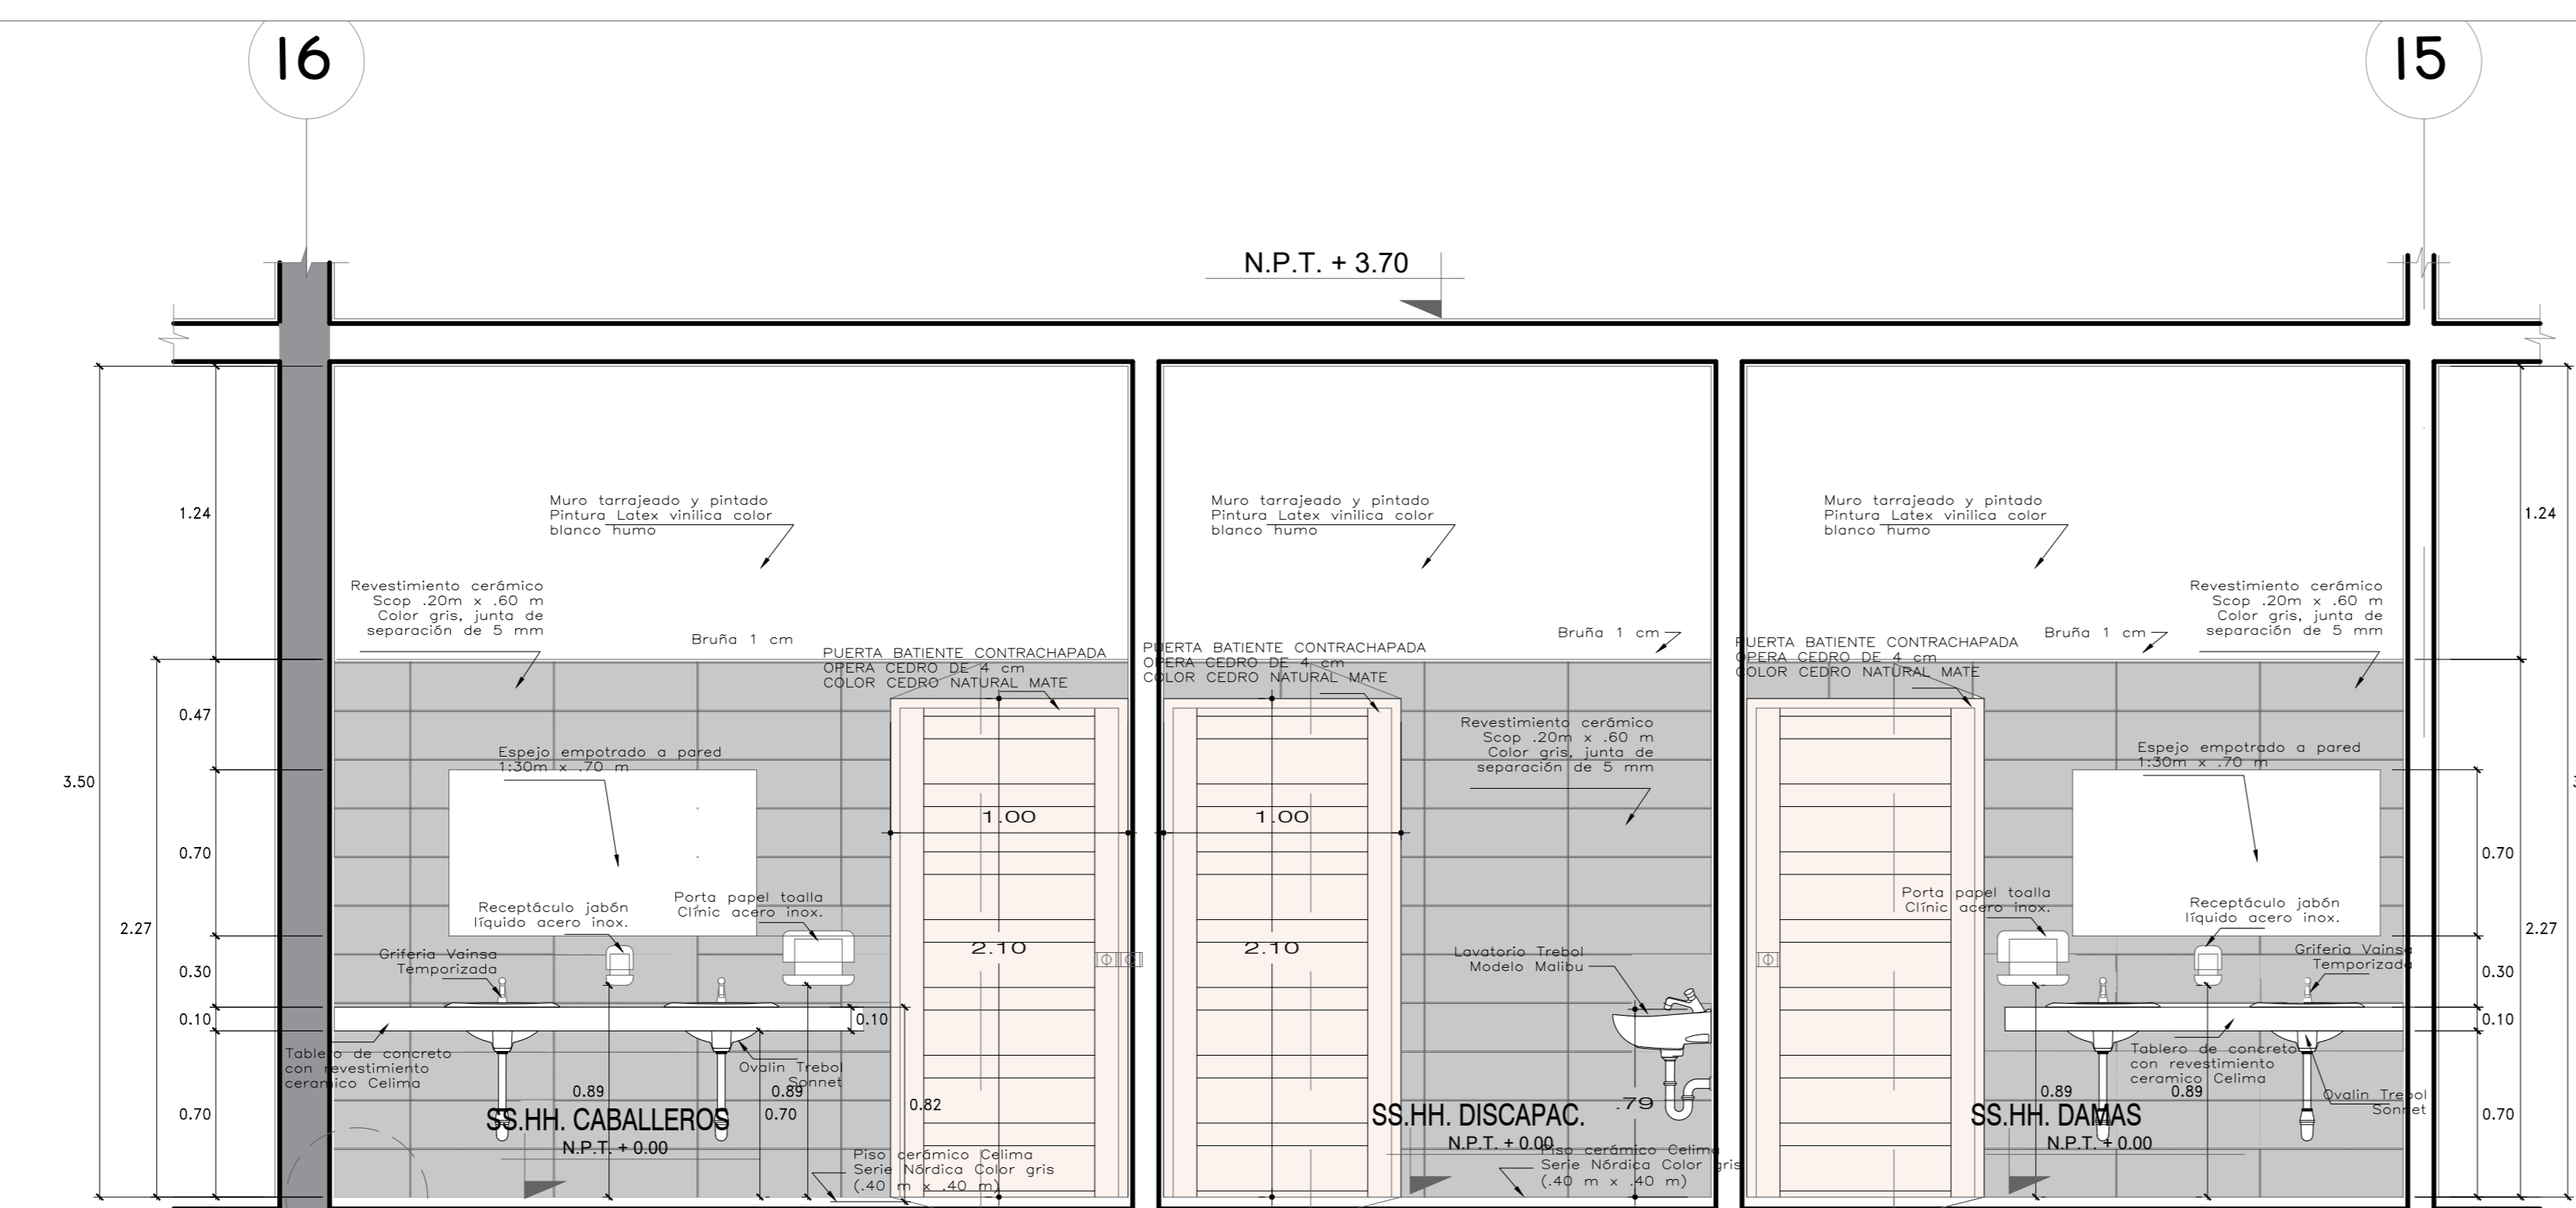 16
15
N.P.T. + 3.70
Muro tarrajeado y pintado
Pintura Latex vinilica color
blanco humo
Muro tarrajeado y pintado
Pintura Latex vinilica color
blanco humo
Muro tarrajeado y pintado
Pintura Latex vinilica color
blanco humo
1.24
1.24
Revestimiento cerámico
Scop .20m x .60 m
Color gris, junta de
separación de 5 mm
Bruña 1 cm
PUERTA BATIENTE CONTRACHAPADA
OPERA CEDRO DE 4 cm
COLOR CEDRO NATURAL MATE
PUERTA BATIENTE CONTRACHAPADA
OPERA CEDRO DE 4 cm
COLOR CEDRO NATURAL MATE
Bruña 1 cm
PUERTA BATIENTE CONTRACHAPADA
OPERA CEDRO DE 4 cm
COLOR CEDRO NATURAL MATE
Bruña 1 cm
Revestimiento cerámico
Scop .20m x .60 m
Color gris, junta de
separación de 5 mm
0.47
Espejo empotrado a pared
1:30m x .70 m
Revestimiento cerámico
Scop .20m x .60 m
Color gris, junta de
separación de 5 mm
Espejo empotrado a pared
1:30m x .70 m
3.50
0.70
1.00
1.00
0.70
Receptáculo jabón
líquido acero inox.
Porta papel toalla
Clínic acero inox.
Porta papel toalla
Clínic acero inox.
Receptáculo jabón
líquido acero inox.
2.27
2.27
Griferia Vainsa
Temporizada
2.10
2.10
Lavatorio Trebol
Modelo Malibu
Griferia Vainsa
Temporizada
0.30
0.30
0.10
0.10
0.10
Tablero de concreto
con revestimiento
ceramico Celima
Ovalin Trebol
Sonnet
Tablero de concreto
con revestimiento
ceramico Celima
Ovalin Trebol
Sonnet
0.89
0.89
0.89
0.89
0.70
0.70
0.82
.79
0.70
SS.HH. CABALLEROS
N.P.T. + 0.00
SS.HH. DISCAPAC.
N.P.T. + 0.00
SS.HH. DAMAS
N.P.T. + 0.00
Piso cerámico Celima
Serie Nórdica Color gris
(.40 m x .40 m)
Piso cerámico Celima
Serie Nórdica Color gris
(.40 m x .40 m)